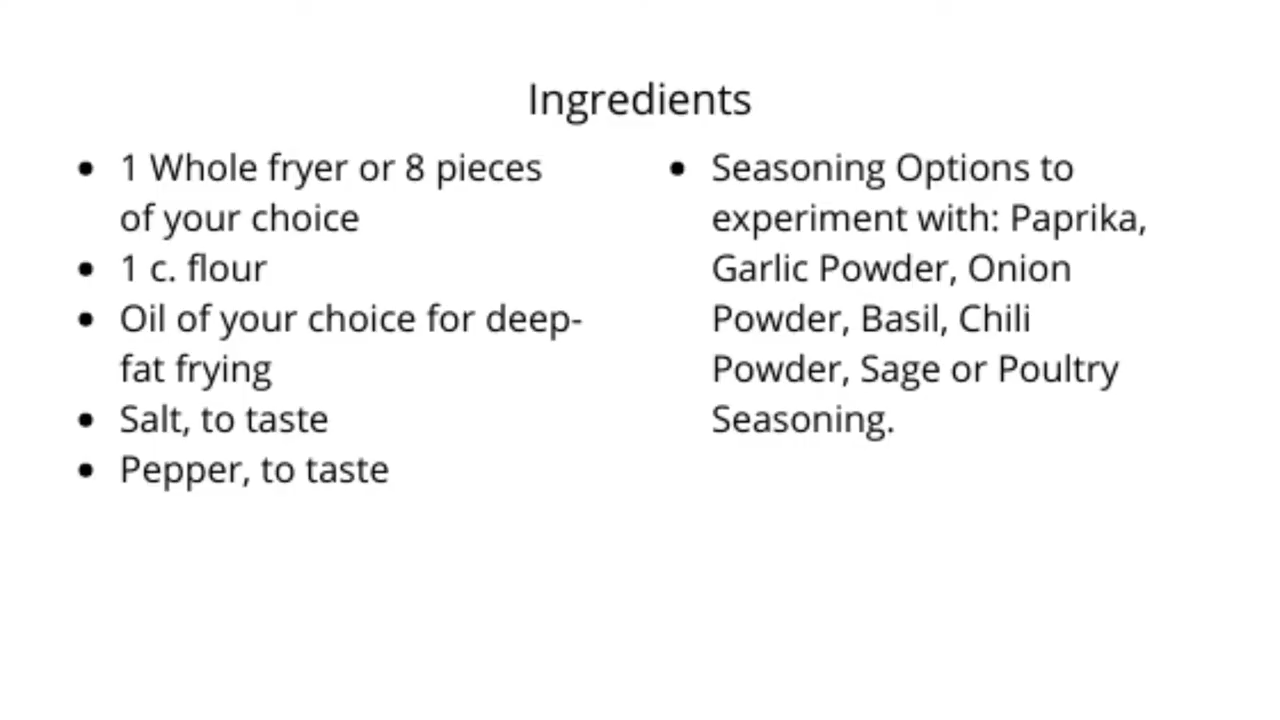 Ingredients
• 1 Whole fryer or 8 pieces
of your choice
• 1 c. flour
• Oil of your choice for deep-
fat frying
• Salt, to taste
• Pepper, to taste
• Seasoning Options to
experiment with: Paprika,
Garlic Powder, Onion
Powder, Basil, Chili
Powder, Sage or Poultry
Seasoning.